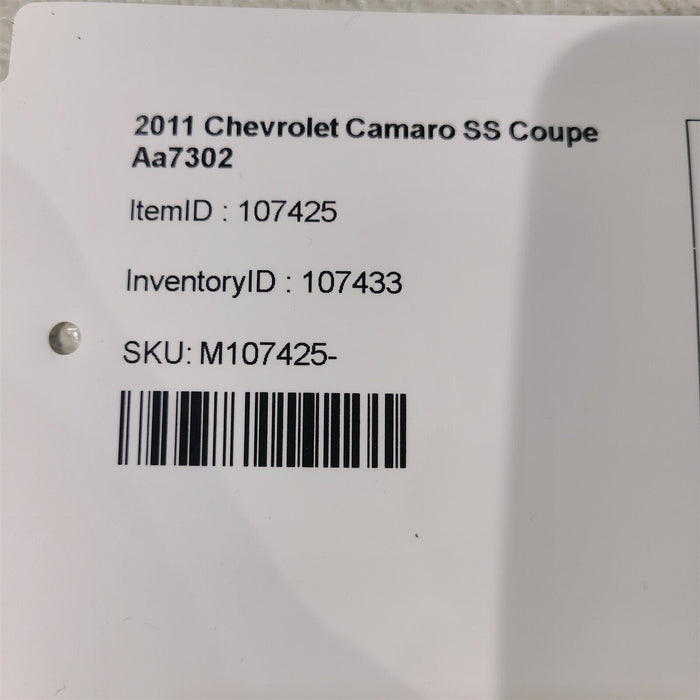 2011 Chevrolet Camaro SS Coupe
Aa7302
ItemID : 107425
InventoryID : 107433
SKU: M107425-